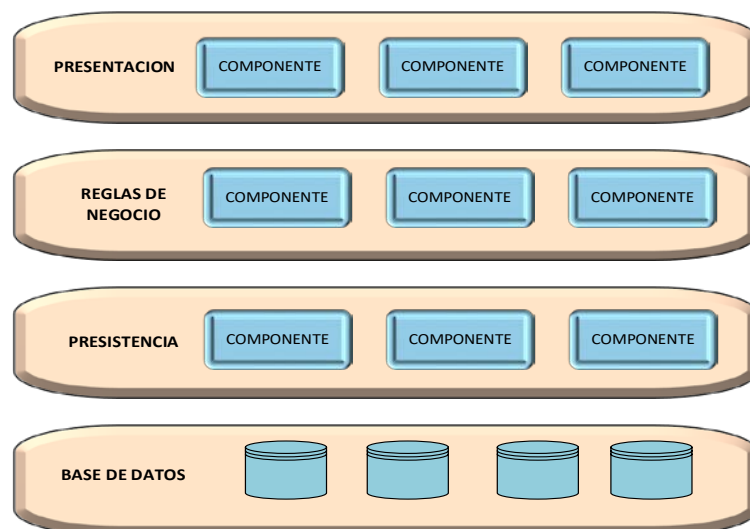 PRESENTACION
COMPONENTE
COMPONENTE
COMPONENTE
REGLAS DE
NEGOCIO
COMPONENTE
COMPONENTE
COMPONENTE
PRESISTENCIA
COMPONENTE
COMPONENTE
COMPONENTE
BASE DE DATOS